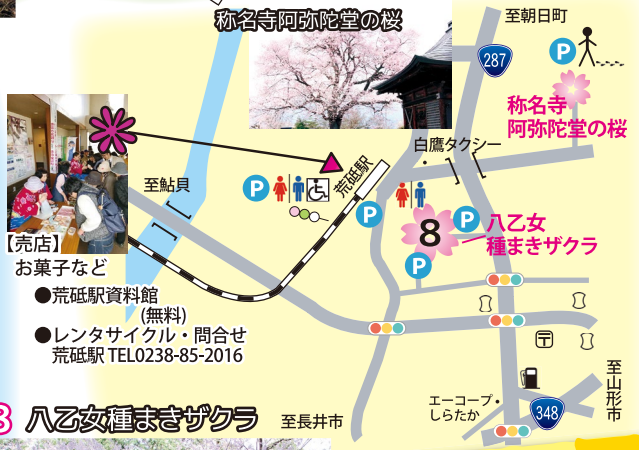 称名寺阿弥陀堂の桜
至朝日町
287
P
称名寺
阿弥陀堂の桜
白鷹タクシー
荒砥駅
至鮎貝
P
P
8
P
八乙女
種まきザクラ
P
【売店】
お菓子など
●荒砥駅資料館
(無料)
●レンタサイクル・問合せ
荒砥駅 TEL0238-85-2016
至山形市
エーコープ・
しらたか
348
至長井市
8 八乙女種まきザクラ